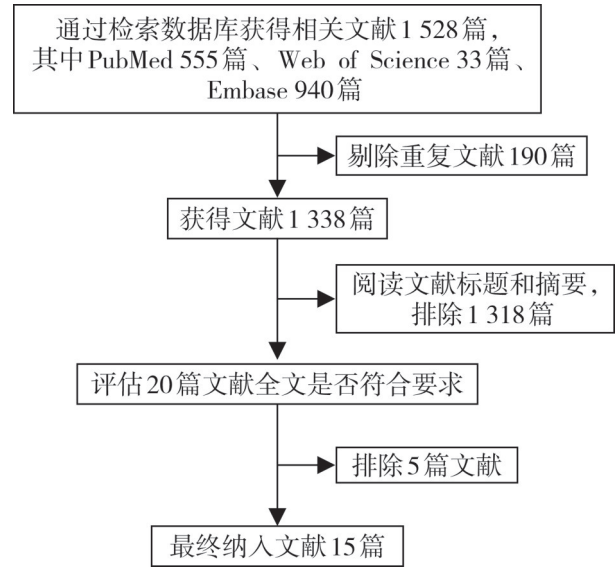 通过检索数据库获得相关文献1 528篇，
其中PubMed 555篇、Web of Science 33篇、
Embase 940篇
剔除重复文献190篇
获得文献1 338篇
阅读文献标题和摘要，
排除1 318篇
评估20篇文献全文是否符合要求
排除5篇文献
最终纳入文献15篇